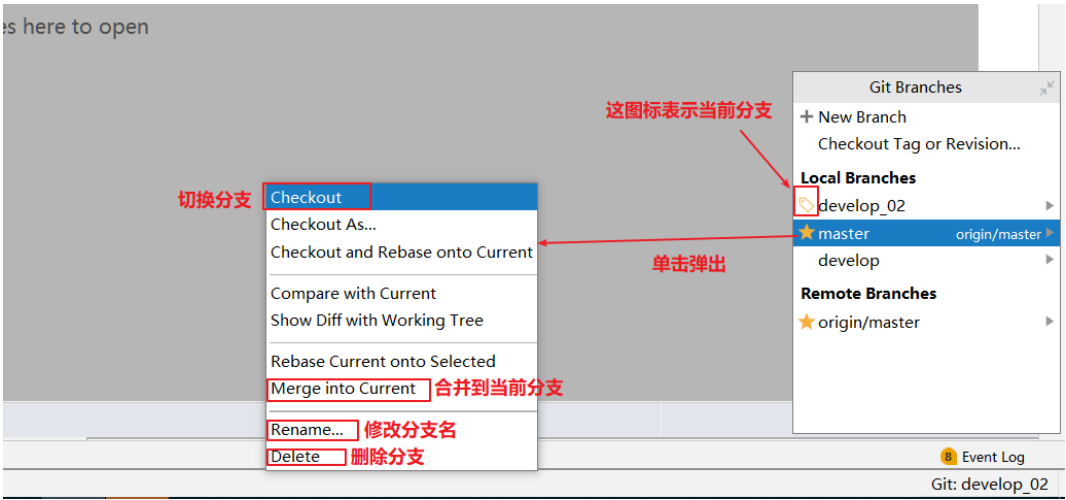 es here to open
Git Branches
这图标表示当前分支
New Branch
Checkout Tag or Revision...
Local Branches
切换分支
Checkout
develop_02
Checkout As...
master origin/master
Checkout and Rebase onto Current
单击弹出
develop
Compare with Current
Remote Branches
Show Diff with Working Tree
origin/master
Rebase Current onto Selected
Merge into Current 合并到当前分支
Rename... 修改分支名
Delete 删除分支
8 Event Log
Git: develop_02